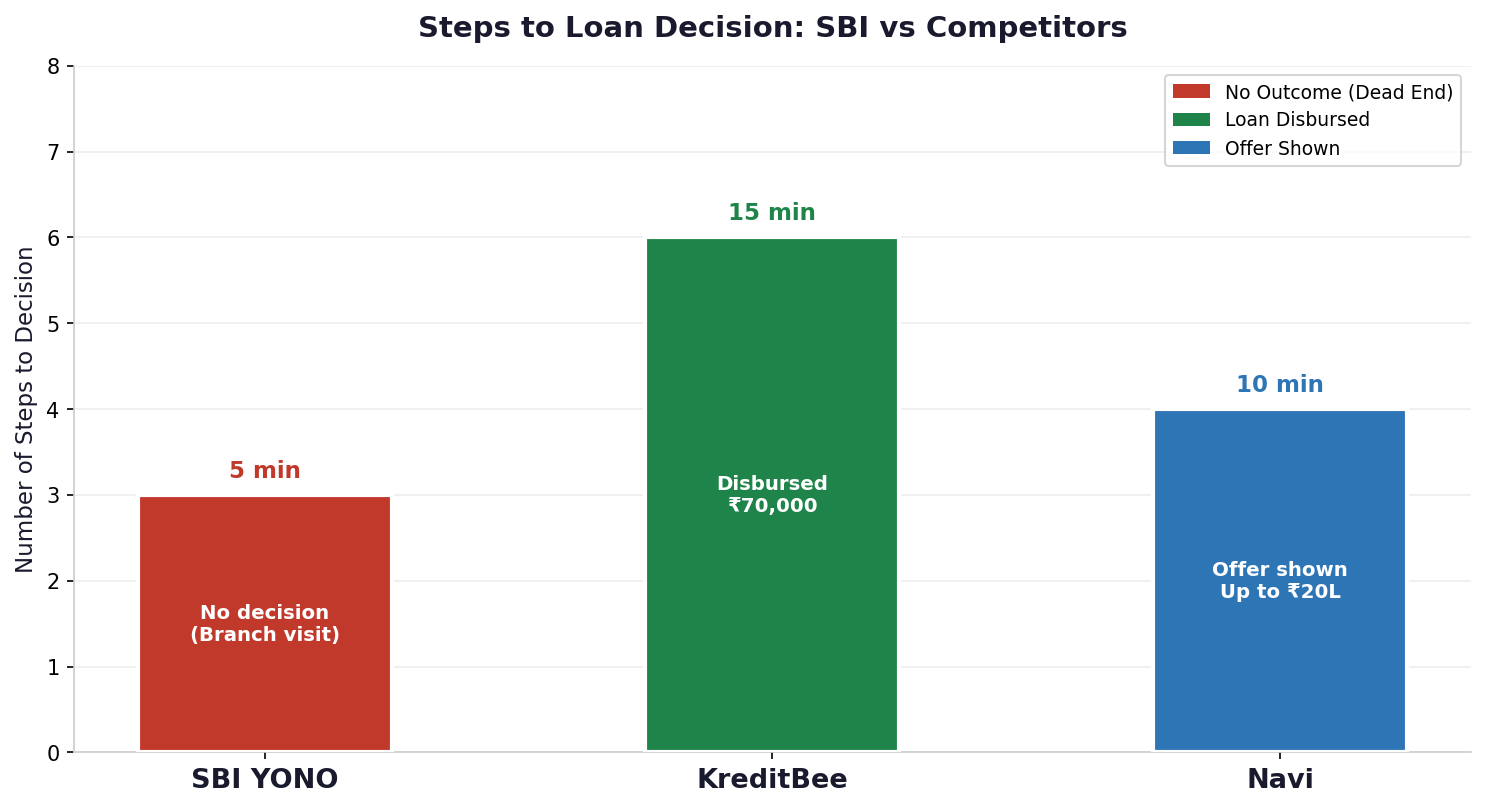 Steps to Loan Decision: SBI vs Competitors
Number of Steps to Decision
8
7
6
5
4
3
2
1
0
No Outcome (Dead End)
Loan Disbursed
Offer Shown
5 min
No decision
(Branch visit)
15 min
Disbursed
₹70,000
10 min
Offer shown
Up to ₹20L
SBI YONO
KreditBee
Navi